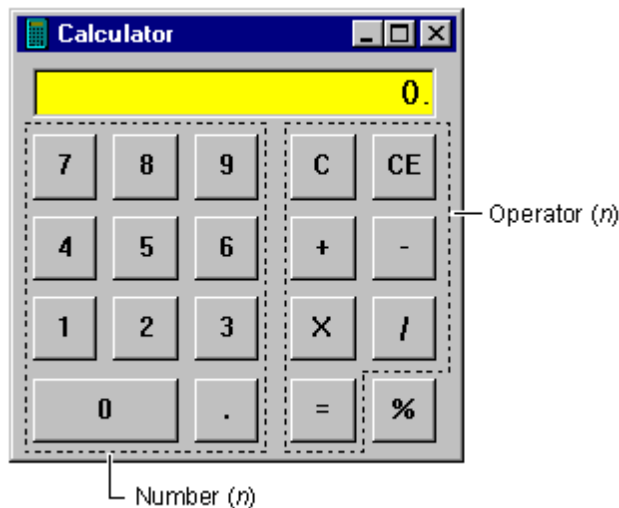 Calculator
0.
7 8 9 C CE
Operator (n)
4 5 6 + -
1 2 3 X /
0 . = %
Number (n)